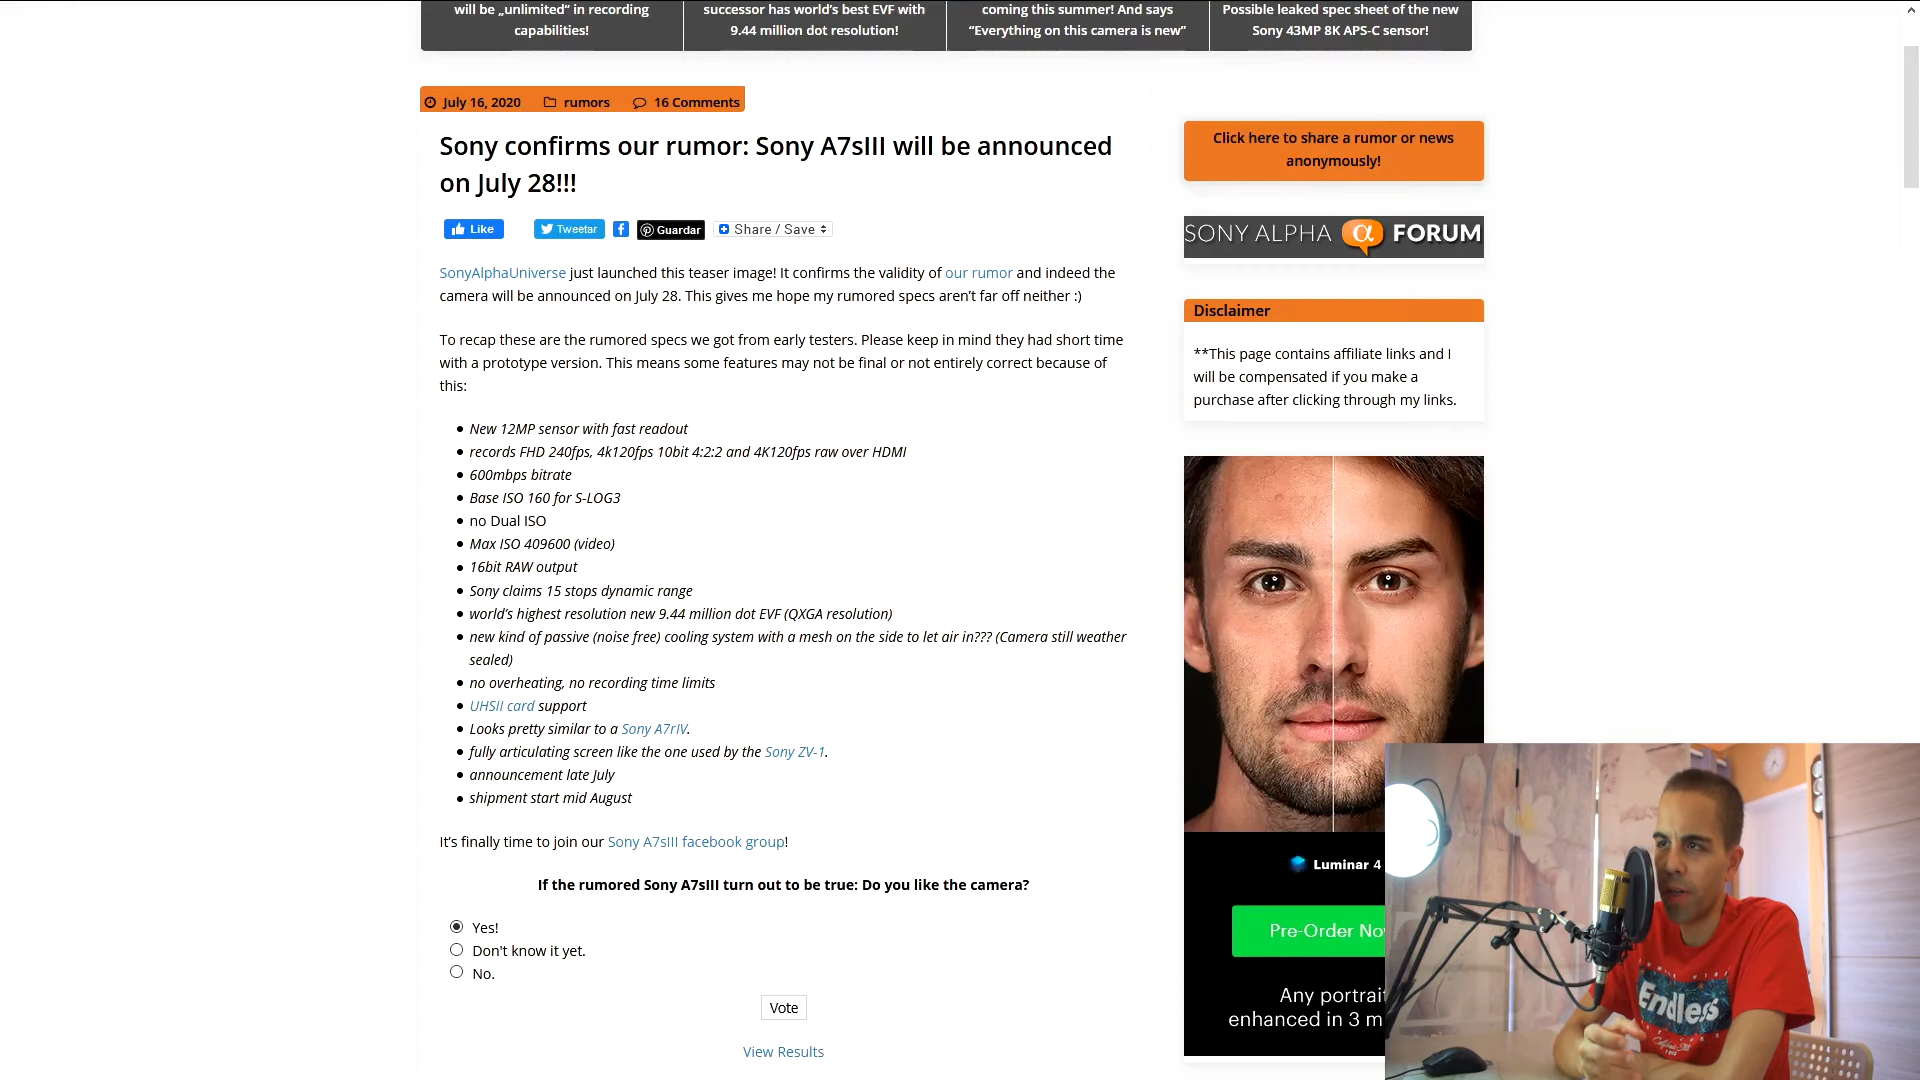 will be „unlimited“ in recording
capabilities!
successor has world’s best EVF with
9.44 million dot resolution!
coming this summer! And says
“Everything on this camera is new”
Possible leaked spec sheet of the new
Sony 43MP 8K APS-C sensor!
July 16, 2020 rumors 16 Comments
Sony confirms our rumor: Sony A7sIII will be announced
on July 28!!!
Like Tweetar Guardar Share / Save
SonyAlphaUniverse just launched this teaser image! It confirms the validity of our rumor and indeed the
camera will be announced on July 28. This gives me hope my rumored specs aren’t far off neither :)
To recap these are the rumored specs we got from early testers. Please keep in mind they had short time
with a prototype version. This means some features may not be final or not entirely correct because of
this:
New 12MP sensor with fast readout
records FHD 240fps, 4k120fps 10bit 4:2:2 and 4K120fps raw over HDMI
600mbps bitrate
Base ISO 160 for S-LOG3
no Dual ISO
Max ISO 409600 (video)
16bit RAW output
Sony claims 15 stops dynamic range
world’s highest resolution new 9.44 million dot EVF (QXGA resolution)
new kind of passive (noise free) cooling system with a mesh on the side to let air in??? (Camera still weather
sealed)
no overheating, no recording time limits
UHSII card support
Looks pretty similar to a Sony A7rIV.
fully articulating screen like the one used by the Sony ZV-1.
announcement late July
shipment start mid August
It’s finally time to join our Sony A7sIII facebook group!
If the rumored Sony A7sIII turn out to be true: Do you like the camera?
Yes!
Don't know it yet.
No.
Vote
View Results
Click here to share a rumor or news
anonymously!
SONY ALPHA α FORUM
Disclaimer
**This page contains affiliate links and I
will be compensated if you make a
purchase after clicking through my links.
Luminar 4
Pre-Order No
Any portrait
enhanced in 3 m
Endless